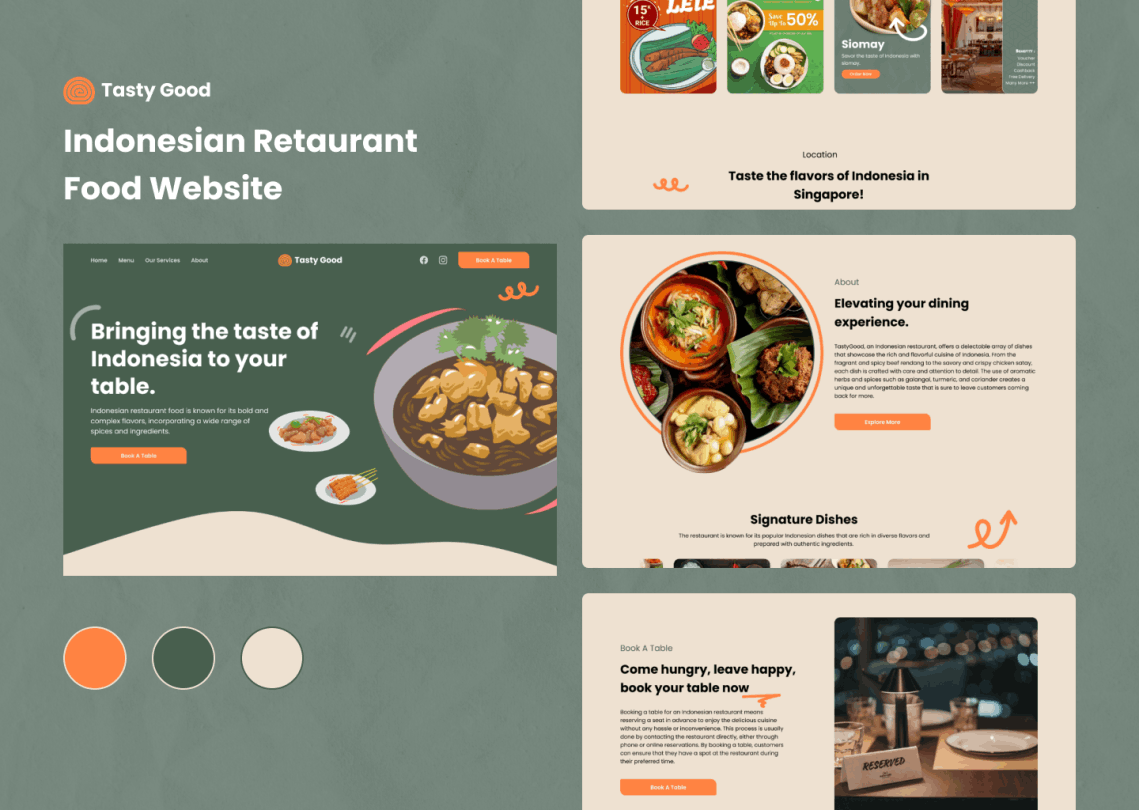 Tasty Good
Indonesian Retaurant
Food Website
Home
Menu
Our Services
About
Tasty Good
Book A Table
Bringing the taste of
Indonesia to your
table.
Indonesian restaurant food is known for its bold and
complex flavors, incorporating a wide range of
spices and ingredients.
Book A Table
15K
+
RICE
LELE
Save
Up To 50%
Siomay
Savor the taste of Indonesia with
siomay.
Order Now
Voucher
Discount
Cashback
Free Delivery
Many More
Location
Taste the flavors of Indonesia in
Singapore!
About
Elevating your dining
experience.
TastyGood, an Indonesian restaurant, offers a delectable array of dishes
that showcase the rich and flavorful cuisine of Indonesia. From the
fragrant and spicy beef rendang to the savory and crispy chicken satay,
each dish is crafted with care and attention to detail. The use of aromatic
herbs and spices such as galangal, turmeric, and coriander creates a
unique and unforgettable taste that is sure to leave customers coming
back for more.
Explore More
Signature Dishes
The restaurant is known for its popular Indonesian dishes that are rich in diverse flavors and
prepared with authentic ingredients.
Book A Table
Come hungry, leave happy,
book your table now
Booking a table for an Indonesian restaurant means
reserving a seat in advance to enjoy the delicious cuisine
without any hassle or inconvenience. This process is usually
done by contacting the restaurant directly, either through
phone or online reservations. By booking a table, customers
can ensure that they have a spot at the restaurant during
their preferred time.
Book A Table
RESERVED